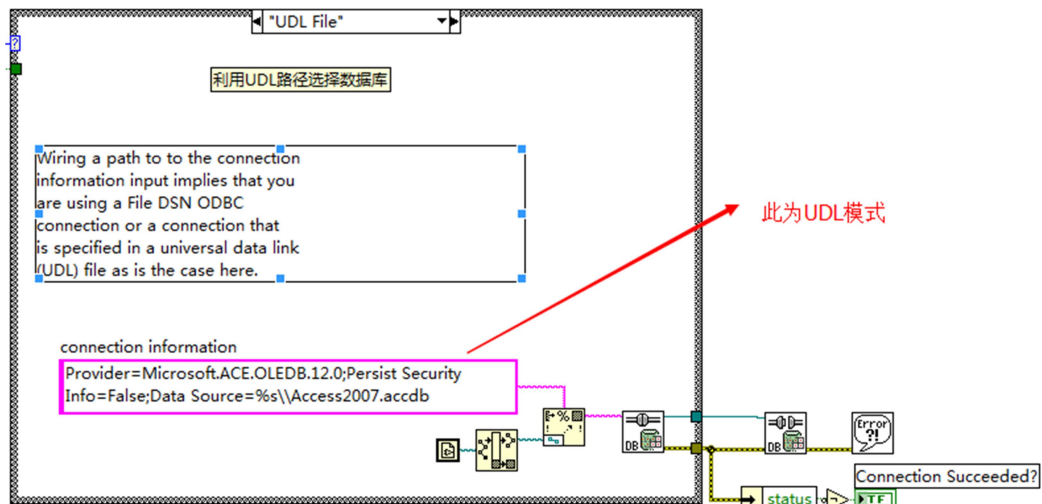 "UDL File"
?
利用UDL路径选择数据库
Wiring a path to to the connection
information input implies that you
are using a File DSN ODBC
connection or a connection that
is specified in a universal data link
(UDL) file as is the case here.
此为UDL模式
connection information
Provider=Microsoft.ACE.OLEDB.12.0;Persist Security
Info=False;Data Source=%s\\Access2007.accdb
%
DB
DB
Error
?!
Connection Succeeded?
status
TF